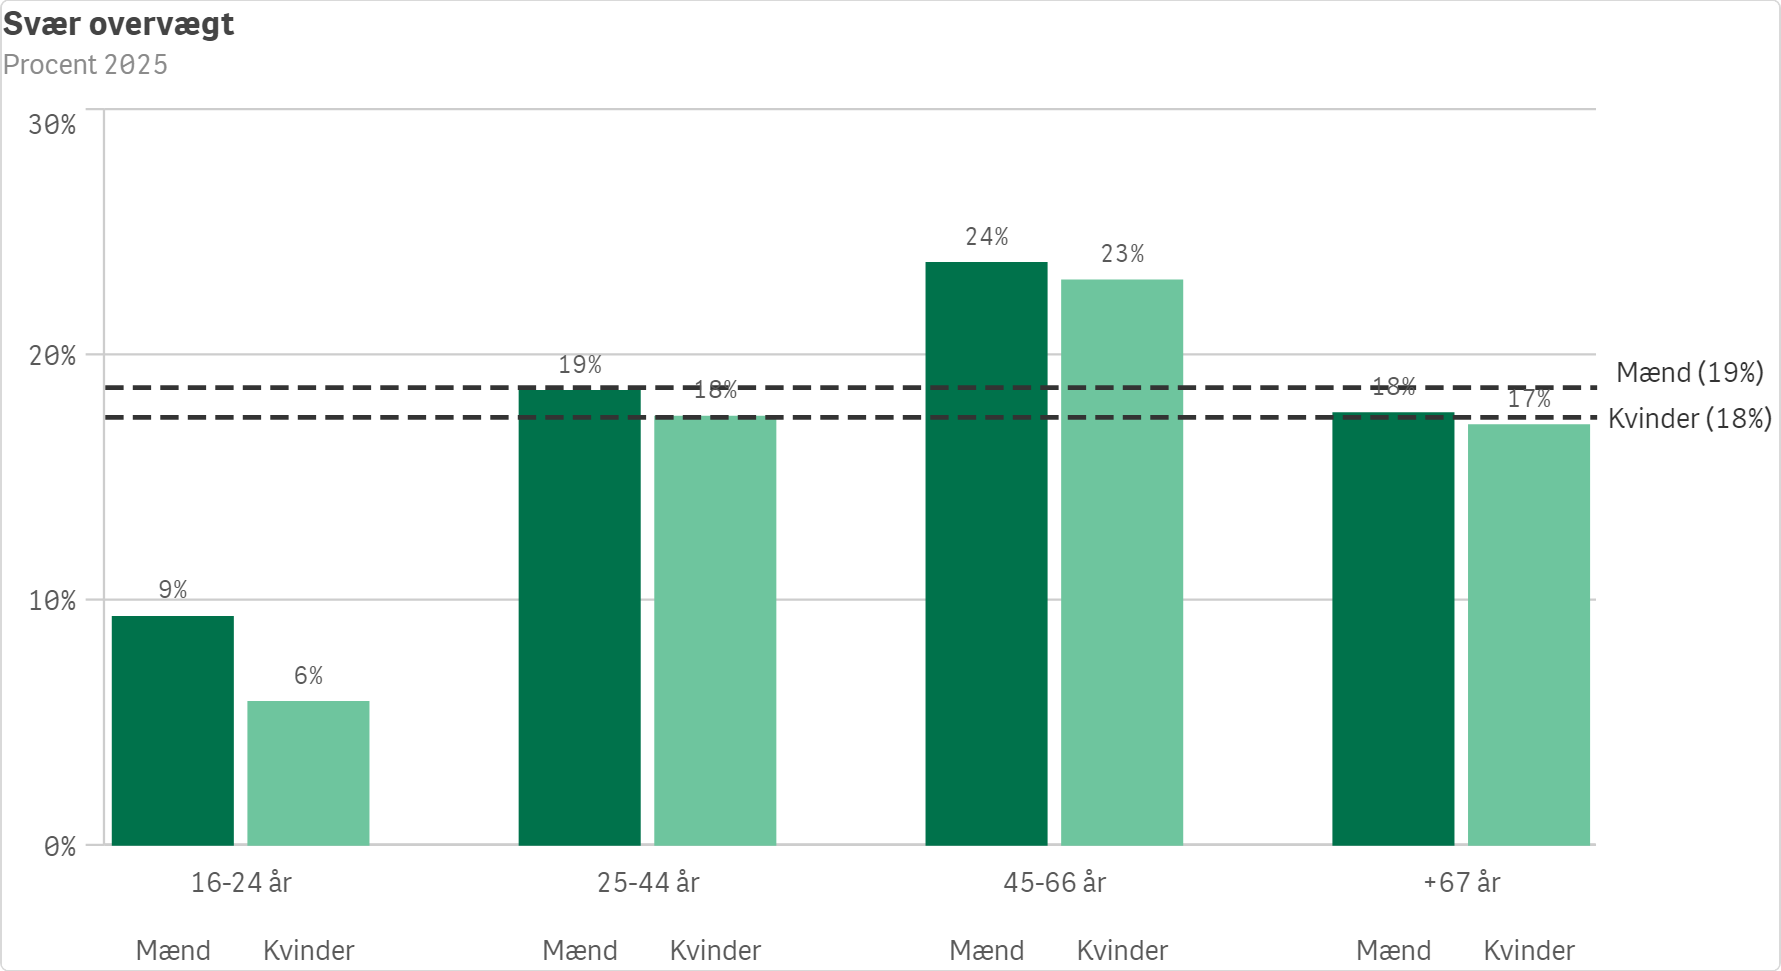 Svær overvægt
Procent 2025
30%
20%
10%
0%
9%
6%
19%
18%
24%
23%
18%
17%
Mænd (19%)
Kvinder (18%)
16-24 år
25-44 år
45-66 år
+67 år
Mænd Kvinder Mænd Kvinder Mænd Kvinder Mænd Kvinder